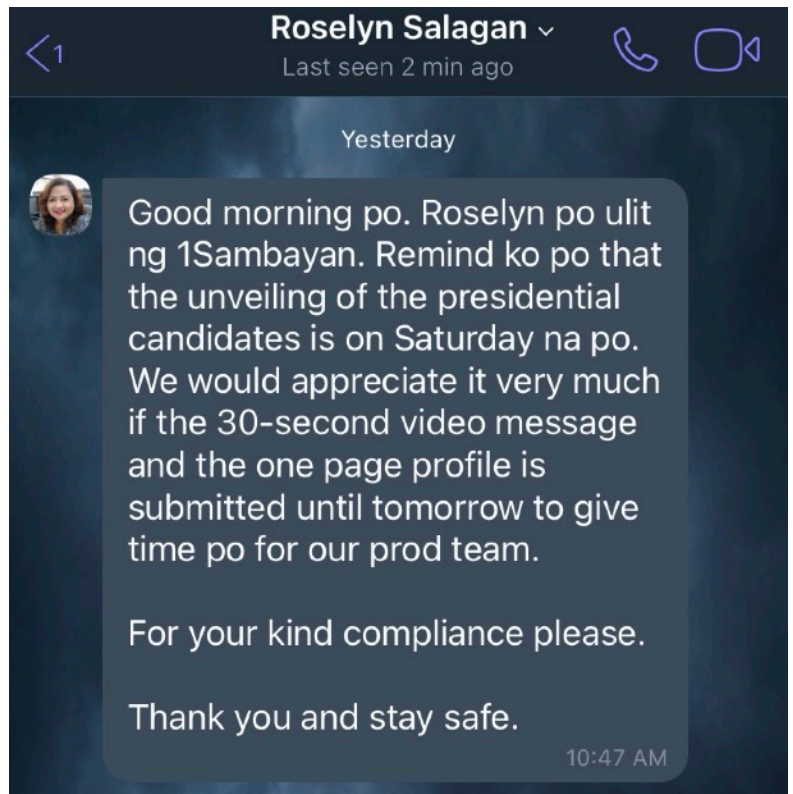 Roselyn Salagan
1
Last seen 2 min ago
Yesterday
Good morning po. Roselyn po ulit
ng 1Sambayan. Remind ko po that
the unveiling of the presidential
candidates is on Saturday na po.
We would appreciate it very much
if the 30-second video message
and the one page profile is
submitted until tomorrow to give
time po for our prod team.
For your kind compliance please.
Thank you and stay safe.
10:47 AM